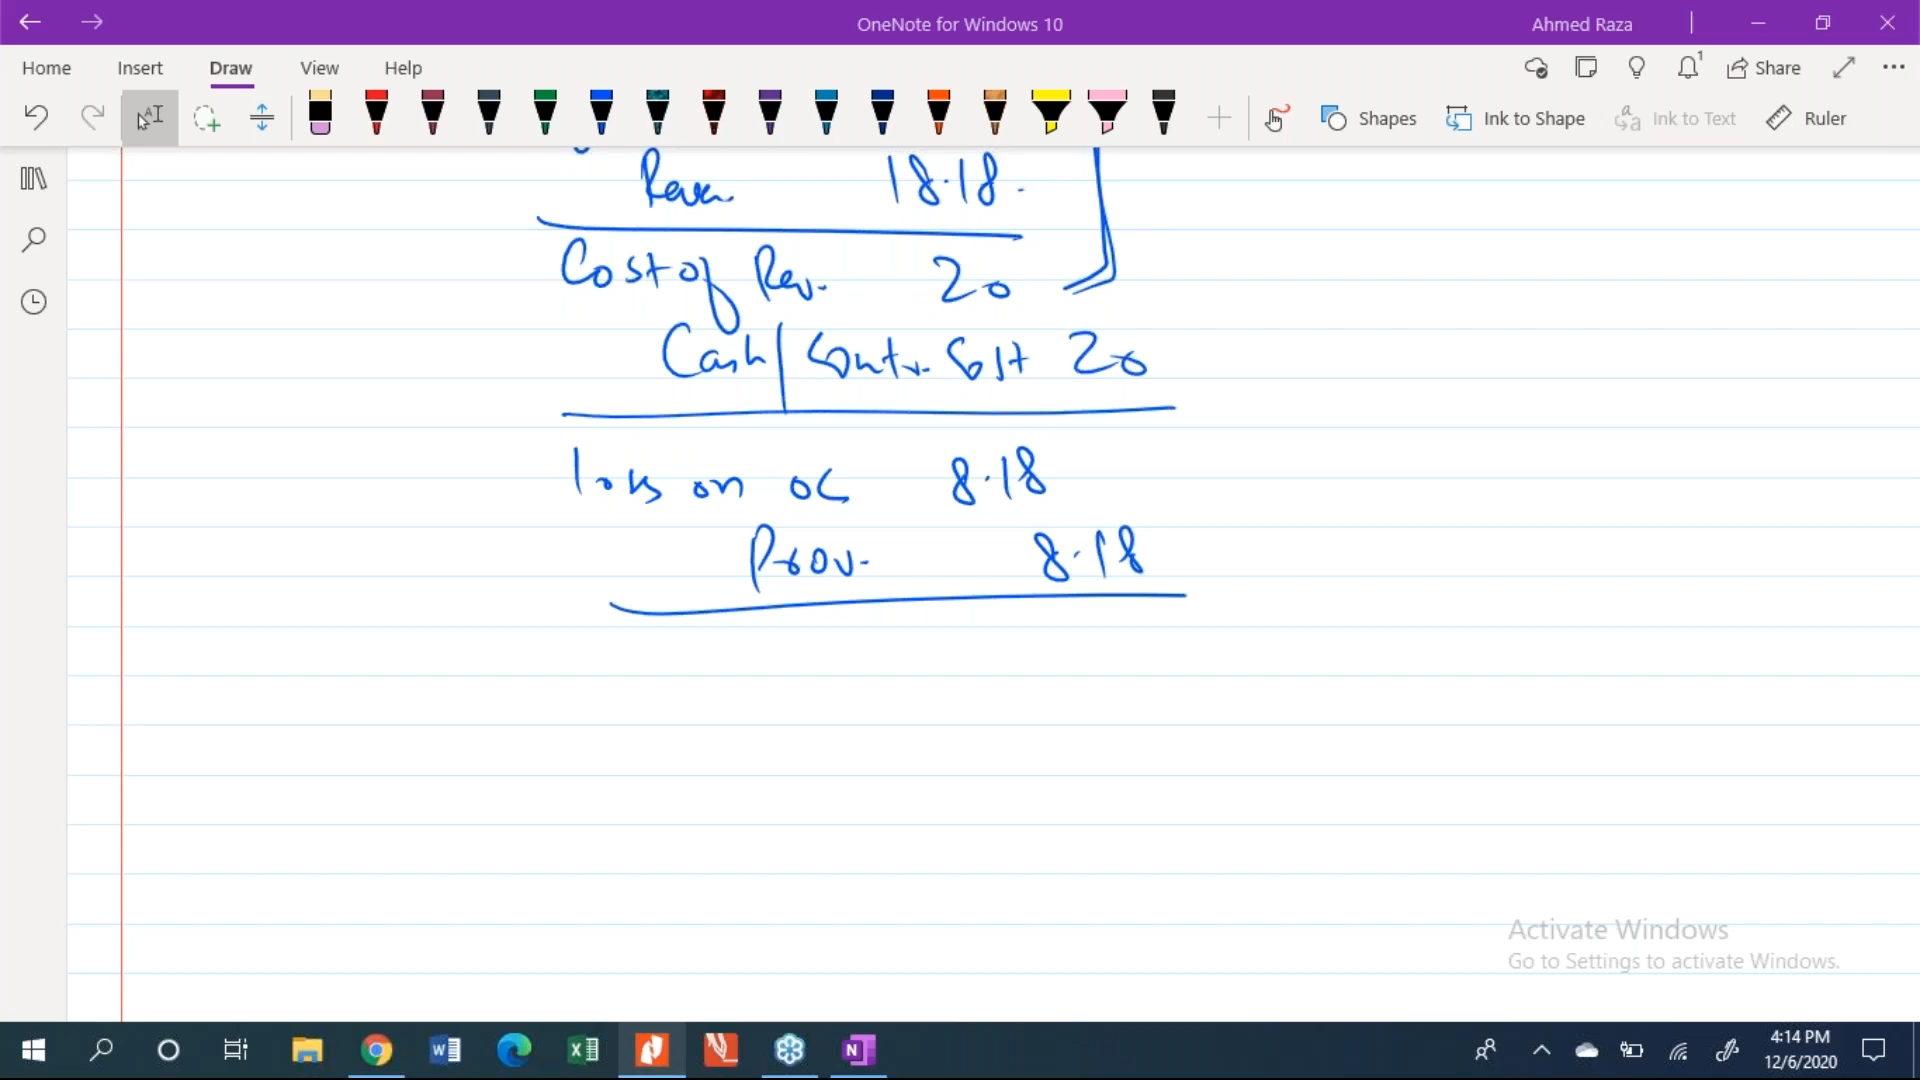 OneNote for Windows 10
Ahmed Raza
Home Insert Draw View Help
1
Share
Shapes
Ink to Shape
Ink to Text
Ruler
Reven 18.18.
Cost of Rev. 20
Cash / Contr. Cost 20
loss on OC 8.18
Prov. 8.18
Activate Windows
Go to Settings to activate Windows.
4:14 PM
12/6/2020